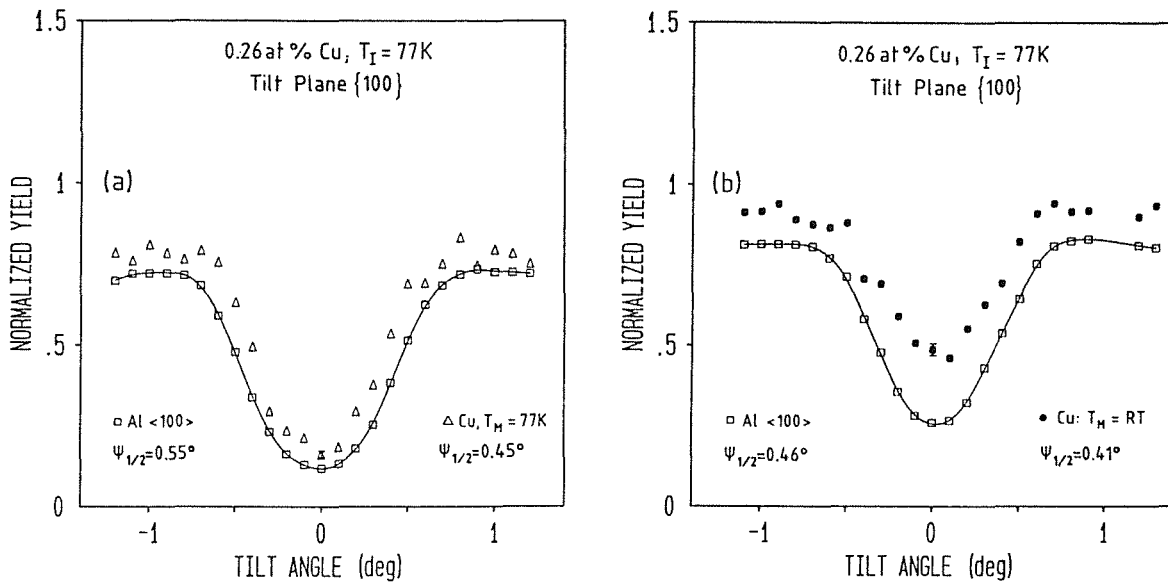 1.5
0.26 at % Cu; T_I = 77K
Tilt Plane {100}
(a)
1
.5
0
NORMALIZED YIELD
□ Al <100>
Ψ1/2=0.55°
△ Cu, T_M = 77K
Ψ1/2=0.45°
-1
0
1
TILT ANGLE (deg)
1.5
0.26 at % Cu, T_I = 77K
Tilt Plane {100}
(b)
1
.5
0
NORMALIZED YIELD
□ Al <100>
Ψ1/2=0.46°
● Cu: T_M = RT
Ψ1/2=0.41°
-1
0
1
TILT ANGLE (deg)